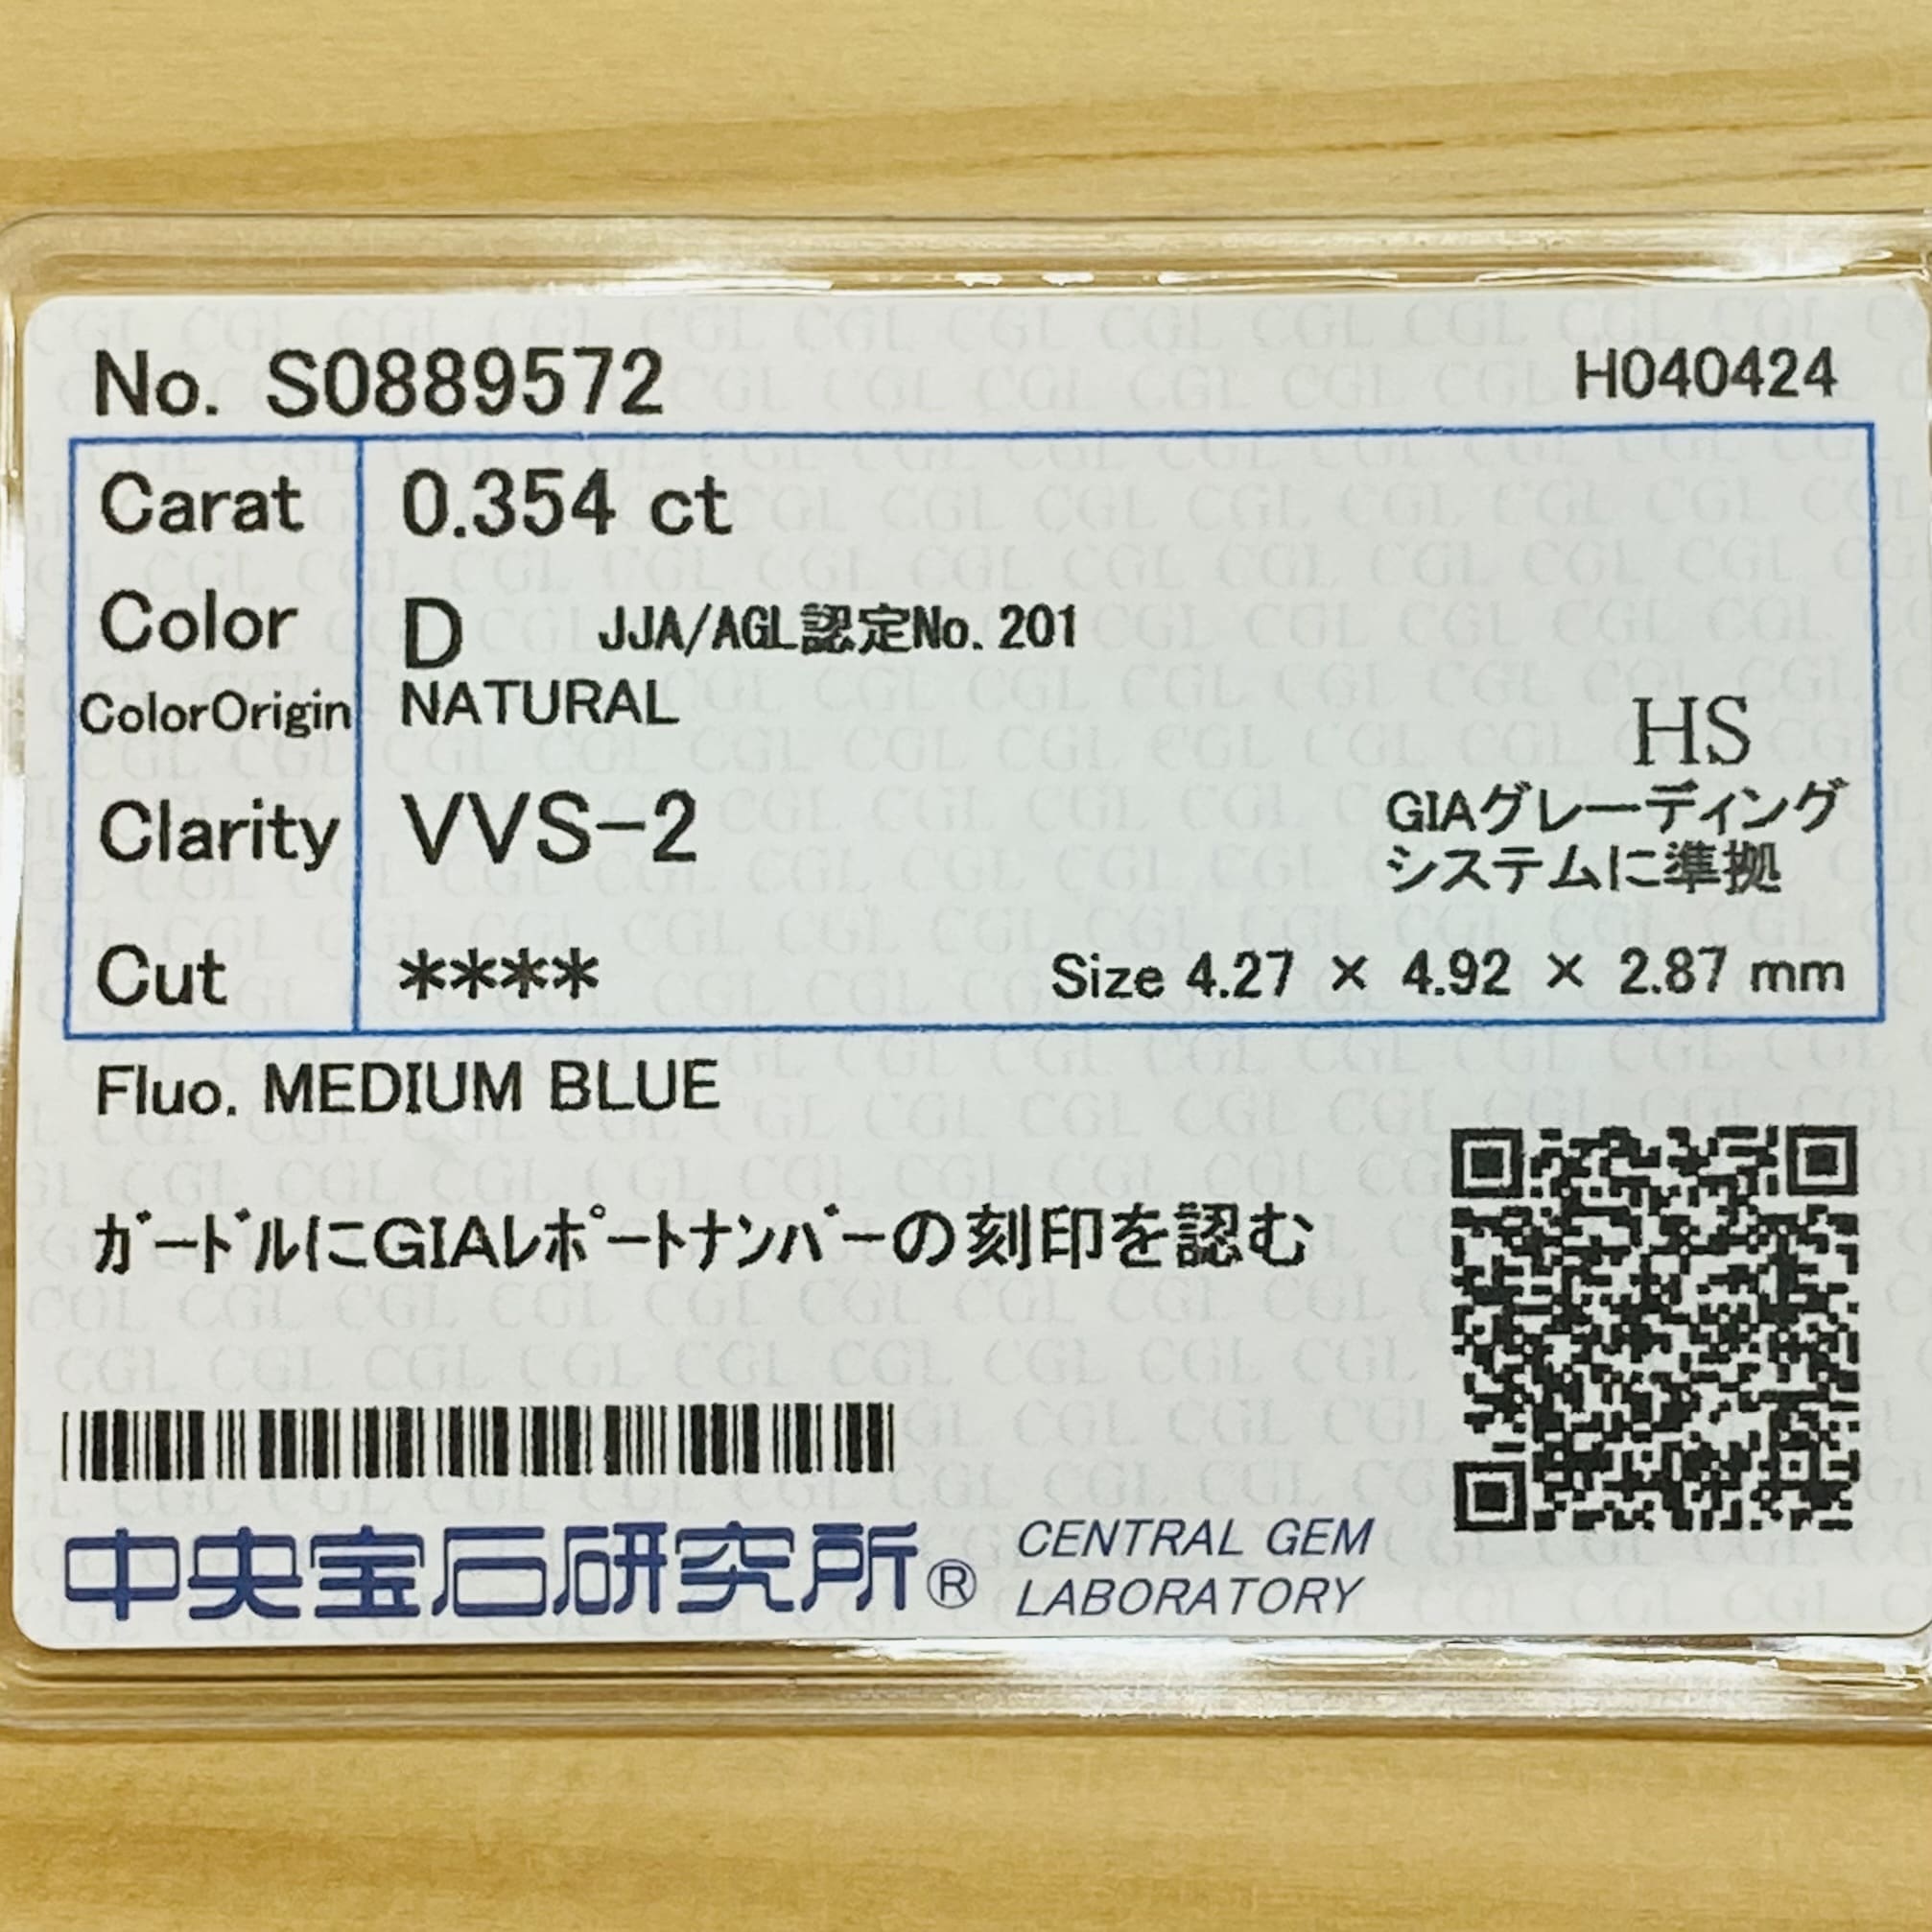 No. S0889572 H040424
Carat 0.354 ct
Color D JJA/AGL認定No.201
ColorOrigin NATURAL
HS
Clarity VVS-2
GIAグレーディング
システムに準拠
Cut **** Size 4.27 × 4.92 × 2.87 mm
Fluo. MEDIUM BLUE
ｶﾞｰﾄﾞﾙにGIAﾚﾎﾟｰﾄﾅﾝﾊﾞｰの刻印を認む
中央宝石研究所® CENTRAL GEM
LABORATORY